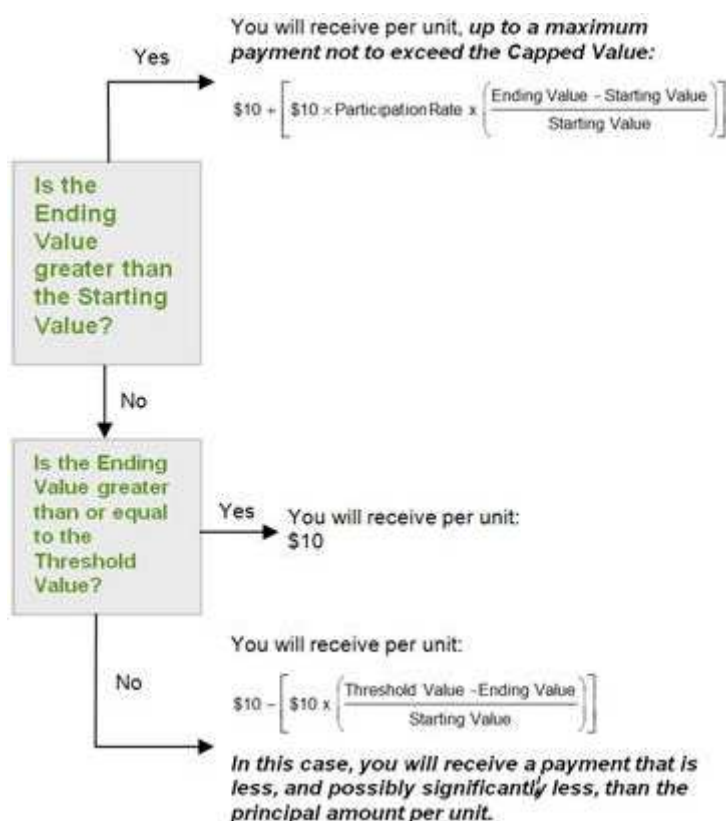 You will receive per unit, up to a maximum
payment not to exceed the Capped Value:
Yes
$10 + [ $10 × Participation Rate x ( Ending Value - Starting Value / Starting Value ) ]
Is the
Ending
Value
greater than
the Starting
Value?
No
Is the Ending
Value greater
than or equal
to the
Threshold
Value?
Yes
You will receive per unit:
$10
You will receive per unit:
No
$10 - [ $10 x ( Threshold Value - Ending Value / Starting Value ) ]
In this case, you will receive a payment that is
less, and possibly significantly less, than the
principal amount per unit.